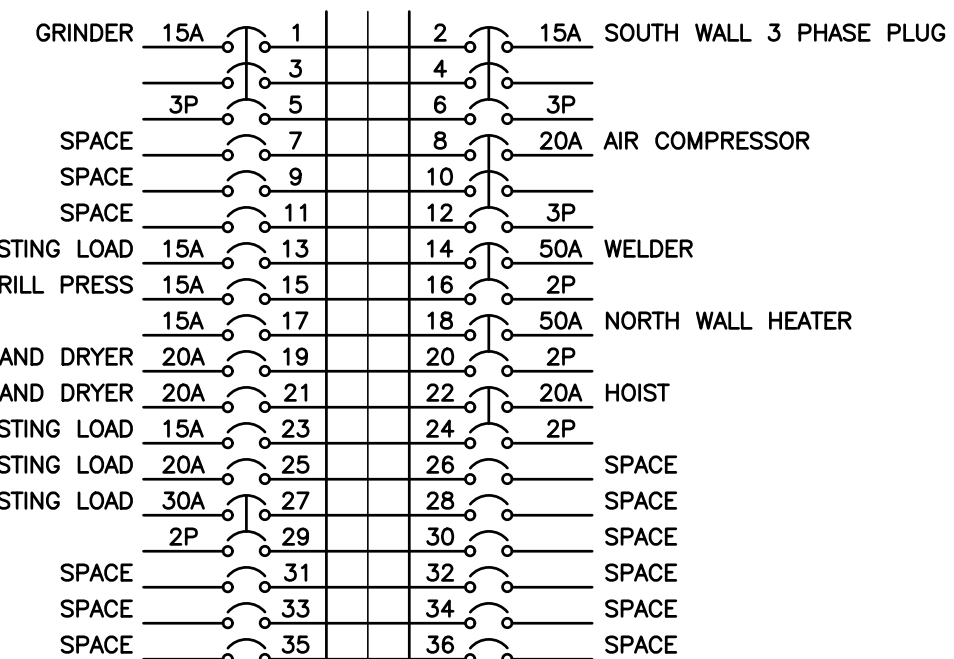 GRINDER 15A 1 2 15A SOUTH WALL 3 PHASE PLUG
3 4
3P 5 6 3P
SPACE 7 8 20A AIR COMPRESSOR
SPACE 9 10
SPACE 11 12 3P
STING LOAD 15A 13 14 50A WELDER
RILL PRESS 15A 15 16 2P
15A 17 18 50A NORTH WALL HEATER
AND DRYER 20A 19 20 2P
AND DRYER 20A 21 22 20A HOIST
STING LOAD 15A 23 24 2P
STING LOAD 20A 25 26 SPACE
STING LOAD 30A 27 28 SPACE
2P 29 30 SPACE
SPACE 31 32 SPACE
SPACE 33 34 SPACE
SPACE 35 36 SPACE